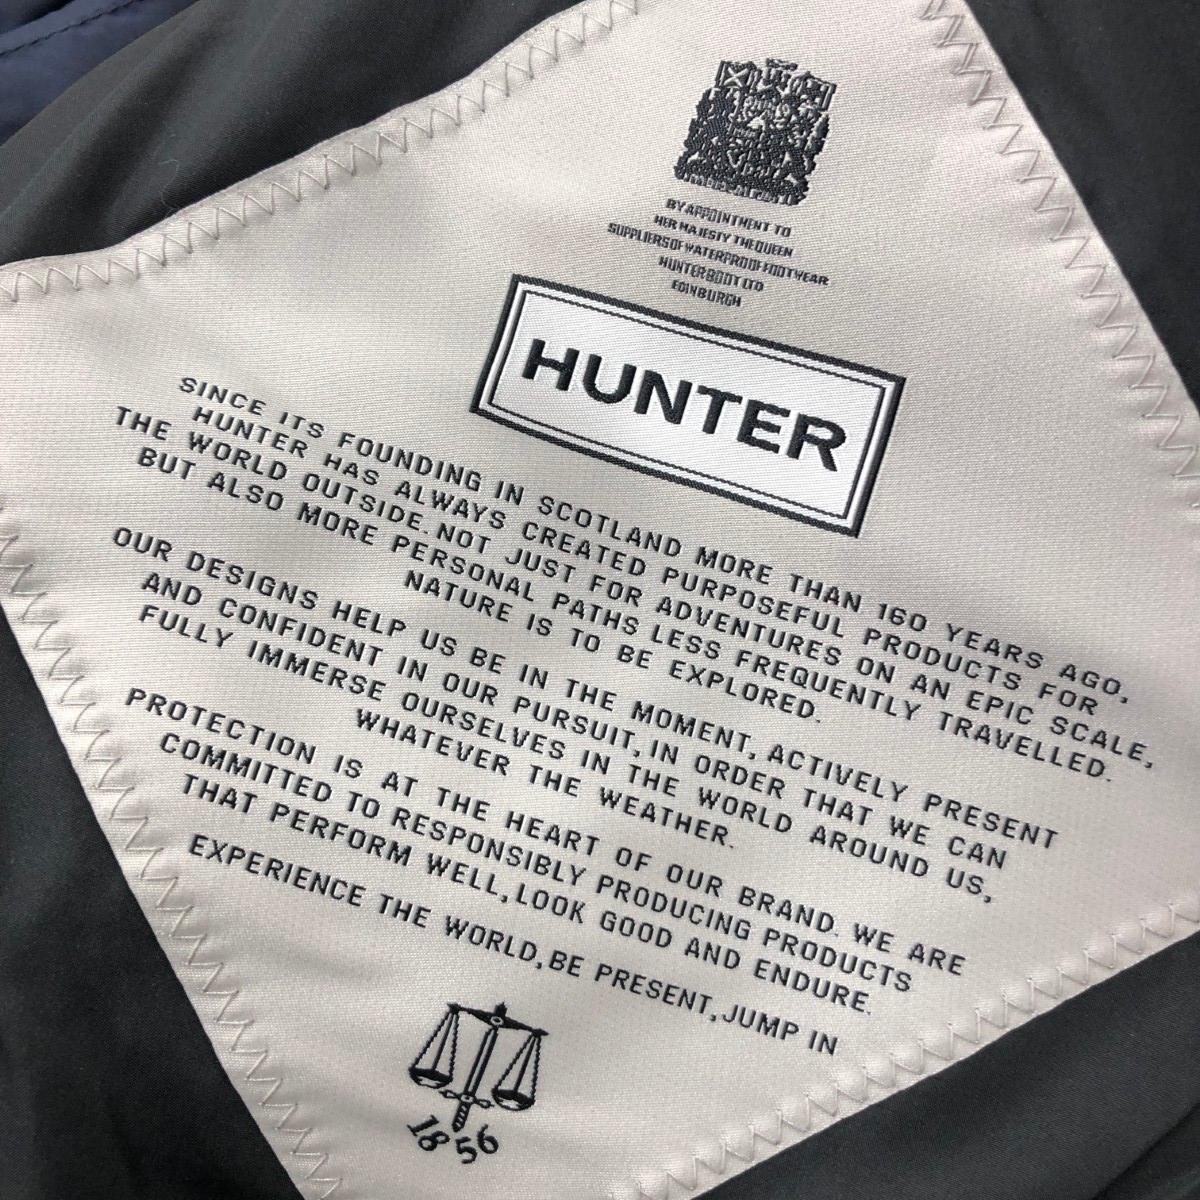 BY APPOINTMENT TO
HER MAJESTY THE QUEEN
SUPPLIERS OF WATERPROOF FOOTWEAR
HUNTER BOOT LTD
EDINBURGH
HUNTER
SINCE ITS FOUNDING IN SCOTLAND MORE THAN 160 YEARS AGO,
HUNTER HAS ALWAYS CREATED PURPOSEFUL PRODUCTS FOR
THE WORLD OUTSIDE. NOT JUST FOR ADVENTURES ON AN EPIC SCALE,
BUT ALSO MORE PERSONAL PATHS LESS FREQUENTLY TRAVELLED.
NATURE IS TO BE EXPLORED.
OUR DESIGNS HELP US BE IN THE MOMENT, ACTIVELY PRESENT
AND CONFIDENT IN OUR PURSUIT, IN ORDER THAT WE CAN
FULLY IMMERSE OURSELVES IN THE WORLD AROUND US,
WHATEVER THE WEATHER.
PROTECTION IS AT THE HEART OF OUR BRAND. WE ARE
COMMITTED TO RESPONSIBLY PRODUCING PRODUCTS
THAT PERFORM WELL, LOOK GOOD AND ENDURE.
EXPERIENCE THE WORLD, BE PRESENT, JUMP IN
1856